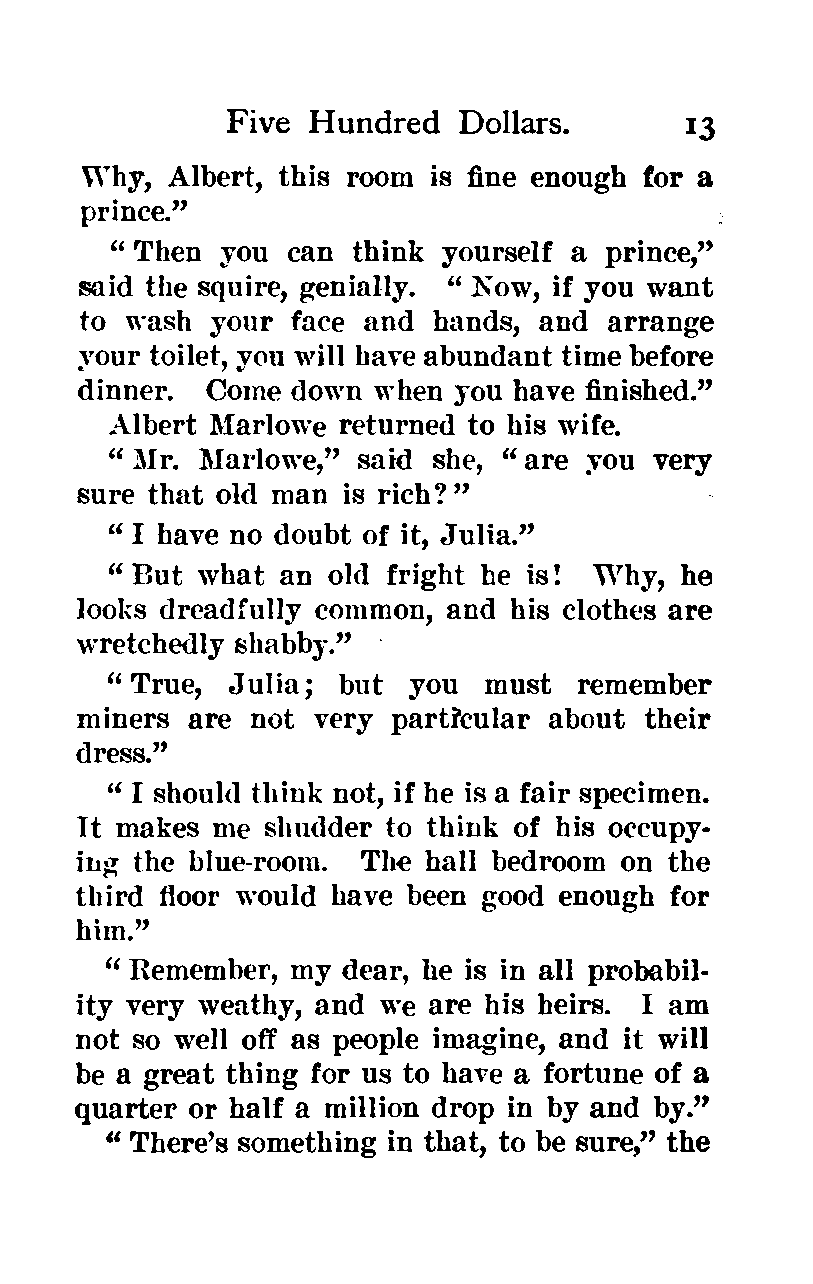 Five Hundred Dollars. 13
Why, Albert, this room is fine enough for a
prince.”
“ Then you can think yourself a prince,”
said the squire, genially. “ Now, if you want
to wash your face and hands, and arrange
your toilet, you will have abundant time before
dinner. Come down when you have finished.”
Albert Marlowe returned to his wife.
“ Mr. Marlowe,” said she, “ are you very
sure that old man is rich? ”
“ I have no doubt of it, Julia.”
“ But what an old fright he is! Why, he
looks dreadfully common, and his clothes are
wretchedly shabby.”
“ True, Julia; but you must remember
miners are not very particular about their
dress.”
“ I should think not, if he is a fair specimen.
It makes me shudder to think of his occupy-
ing the blue-room. The hall bedroom on the
third floor would have been good enough for
him.”
“ Remember, my dear, he is in all probabil-
ity very weathy, and we are his heirs. I am
not so well off as people imagine, and it will
be a great thing for us to have a fortune of a
quarter or half a million drop in by and by.”
“ There’s something in that, to be sure,” the